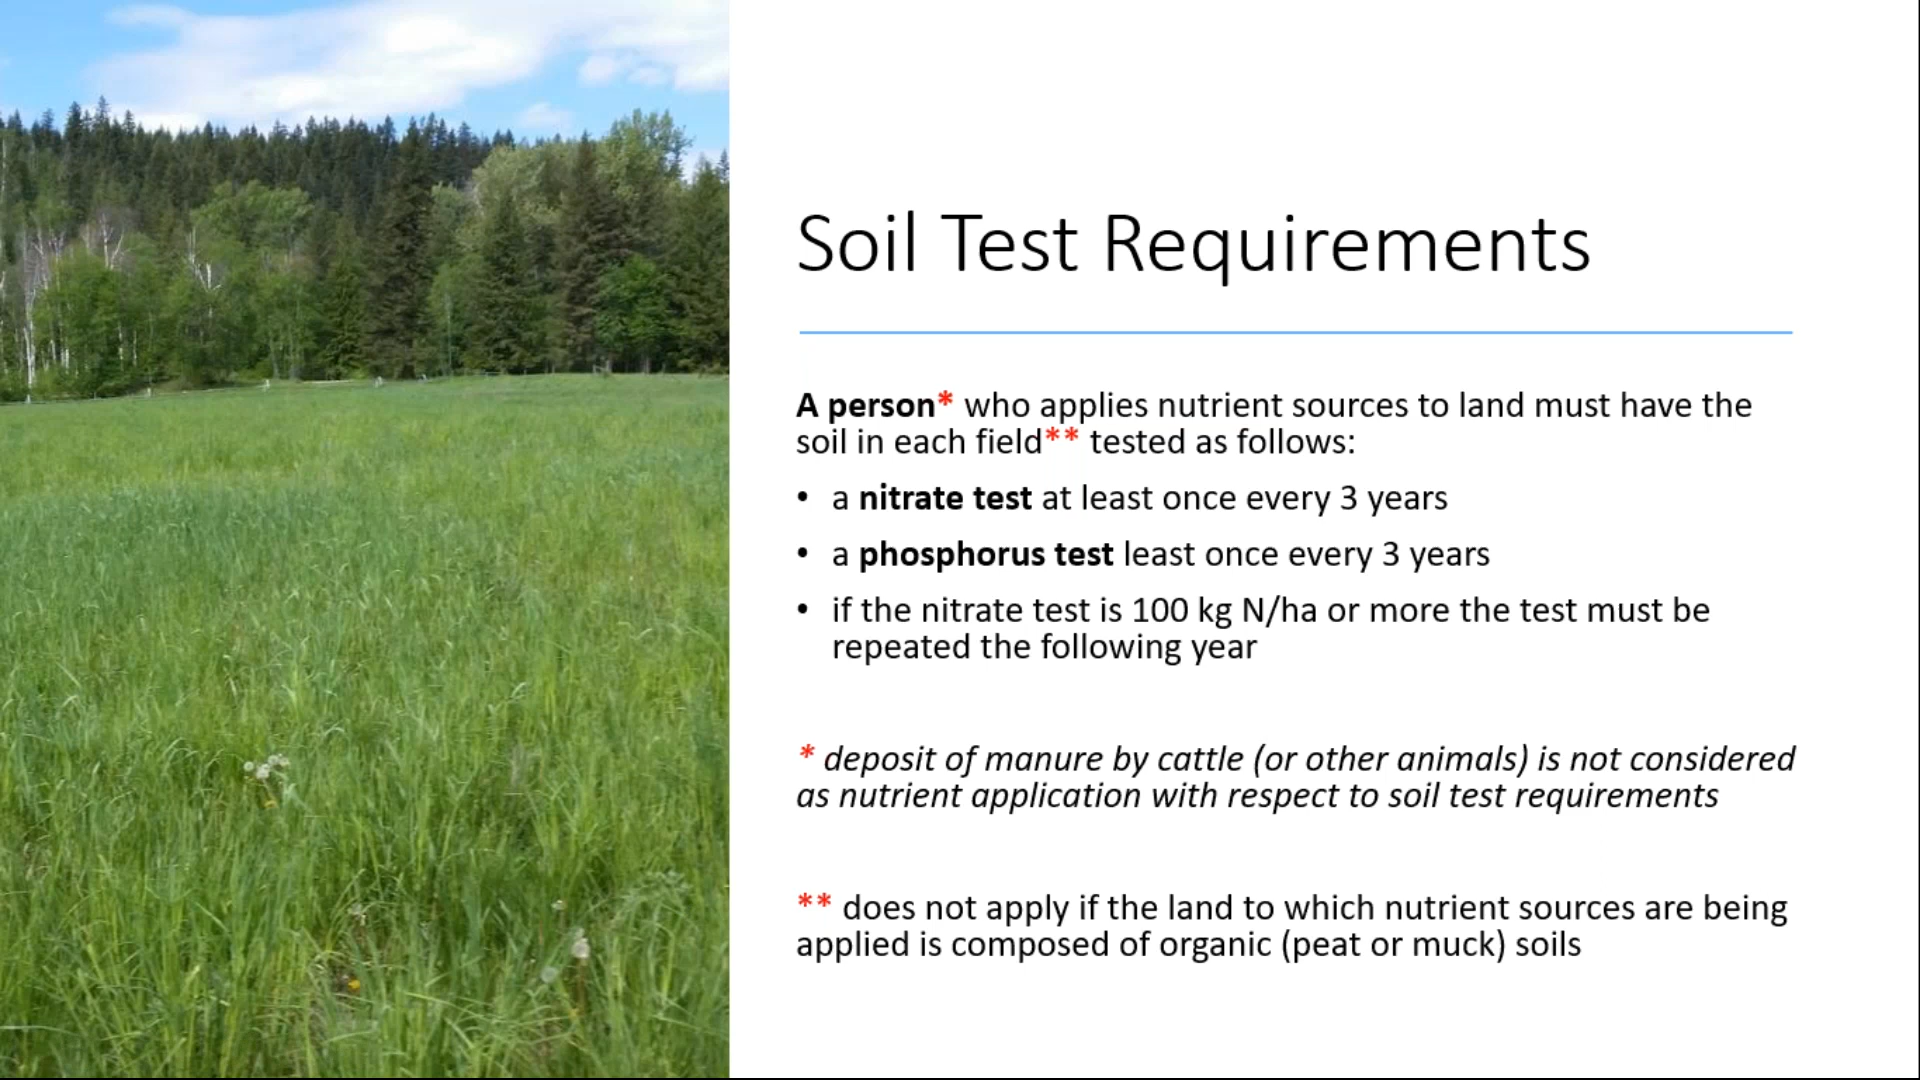 Soil Test Requirements
A person* who applies nutrient sources to land must have the
soil in each field** tested as follows:
• a nitrate test at least once every 3 years
• a phosphorus test least once every 3 years
• if the nitrate test is 100 kg N/ha or more the test must be
repeated the following year
* deposit of manure by cattle (or other animals) is not considered
as nutrient application with respect to soil test requirements
** does not apply if the land to which nutrient sources are being
applied is composed of organic (peat or muck) soils